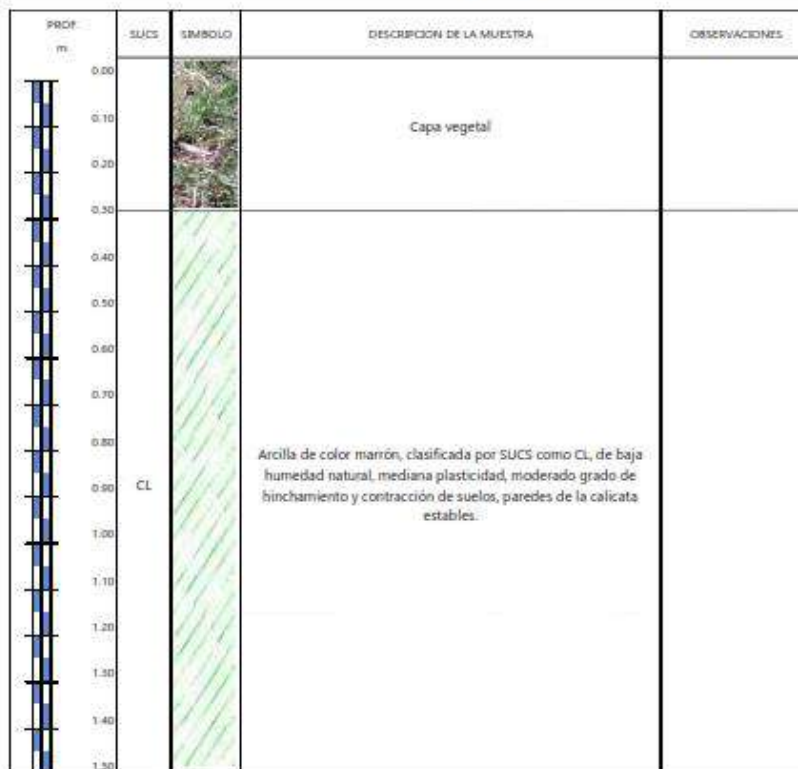 PROF.
m.
SUCS
SIMBOLO
DESCRIPCION DE LA MUESTRA
OBSERVACIONES
0.00
0.10
Capa vegetal
0.20
0.30
0.40
0.50
0.60
0.70
0.80
Arcilla de color marrón, clasificada por SUCS como CL, de baja
humedad natural, mediana plasticidad, moderado grado de
hinchamiento y contracción de suelos, paredes de la calicata
estables.
0.90
CL
1.00
1.10
1.20
1.30
1.40
1.50